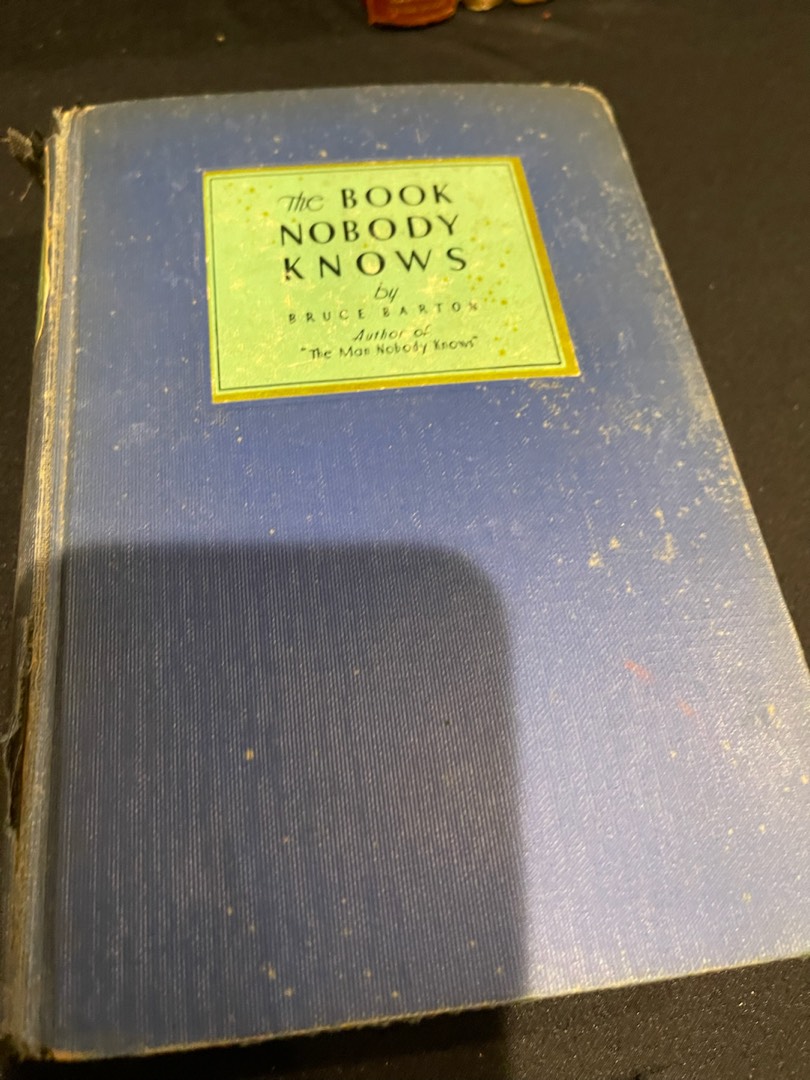 The BOOK
NOBODY
KNOWS
by
BRUCE BARTON
Author of
"The Man Nobody Knows"